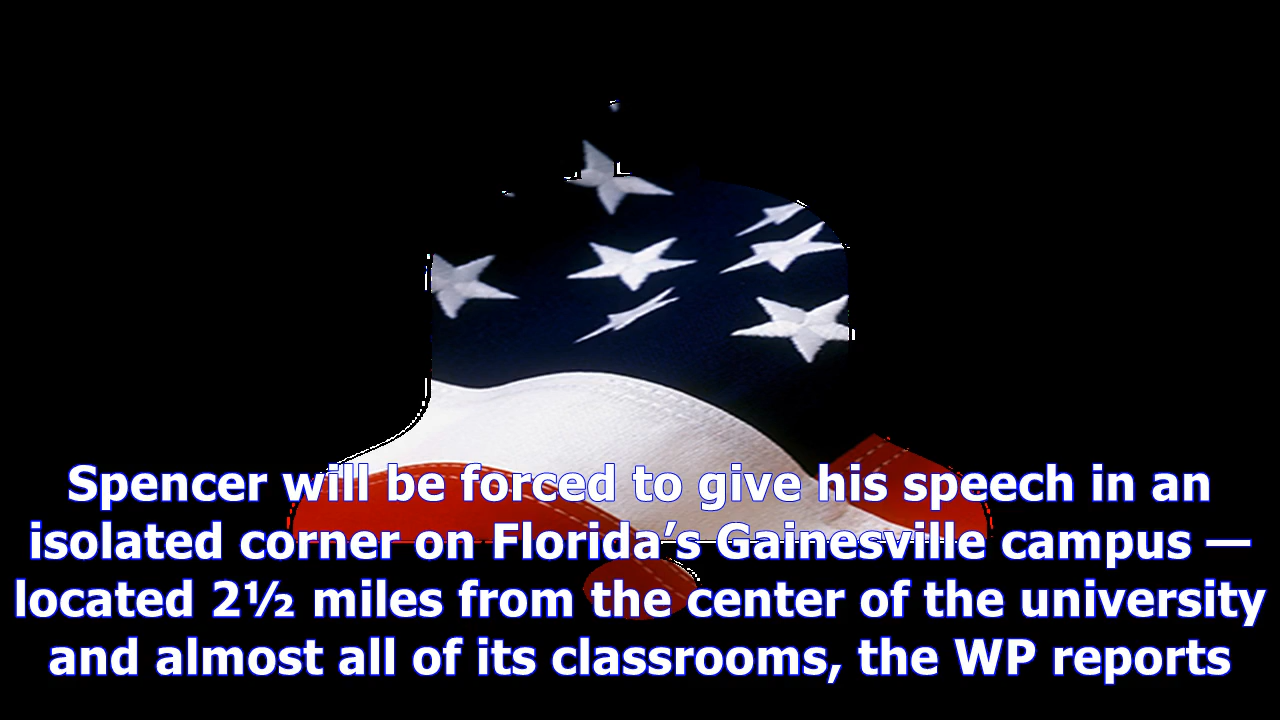 Spencer will be forced to give his speech in an
isolated corner on Florida’s Gainesville campus —
located 2½ miles from the center of the university
and almost all of its classrooms, the WP reports